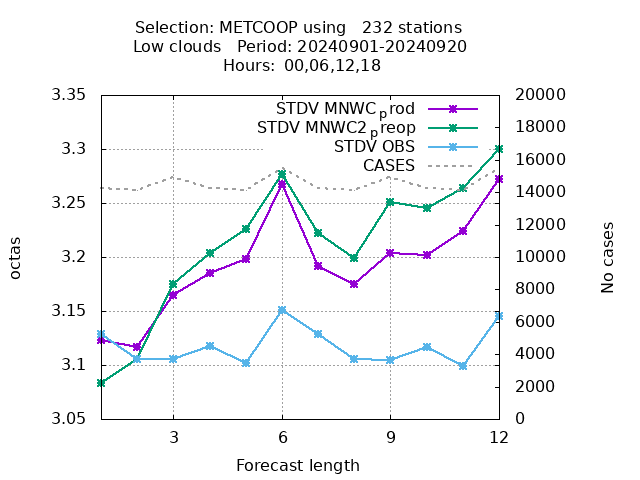 Selection: METCOOP using   232 stations
Low clouds   Period: 20240901-20240920
Hours:  00,06,12,18
3.35
3.3
3.25
3.2
3.15
3.1
3.05
octas
STDV MNWCprod
STDV MNWC2preop
STDV OBS
CASES
20000
18000
16000
14000
12000
10000
8000
6000
4000
2000
0
No cases
3 6 9 12
Forecast length